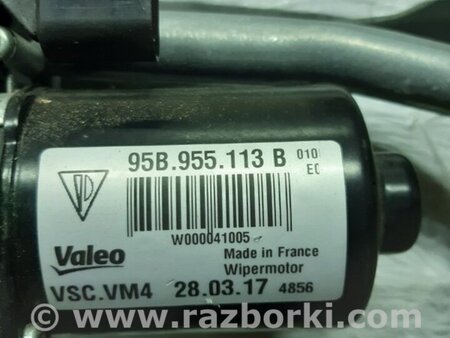 95B.955.113 B 010
EC
W000041005
Valeo Made in France
Wipermotor
VSC.VM4 28.03.17 4856
www.razborki.com